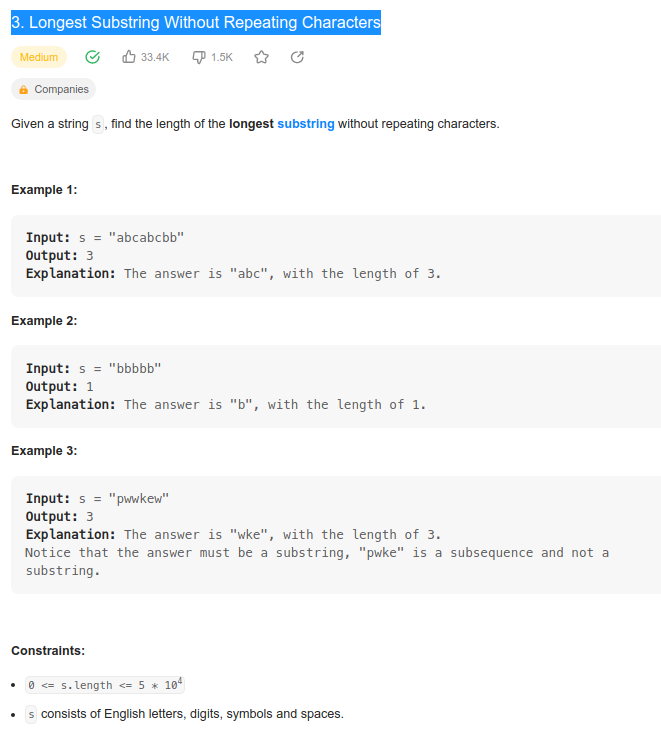 3. Longest Substring Without Repeating Characters
Medium 33.4K 1.5K
Companies
Given a string s, find the length of the longest substring without repeating characters.
Example 1:
Input: s = "abcabcbb"
Output: 3
Explanation: The answer is "abc", with the length of 3.
Example 2:
Input: s = "bbbbb"
Output: 1
Explanation: The answer is "b", with the length of 1.
Example 3:
Input: s = "pwwkew"
Output: 3
Explanation: The answer is "wke", with the length of 3.
Notice that the answer must be a substring, "pwke" is a subsequence and not a
substring.
Constraints:
• 0 <= s.length <= 5 * 10⁴
• s consists of English letters, digits, symbols and spaces.